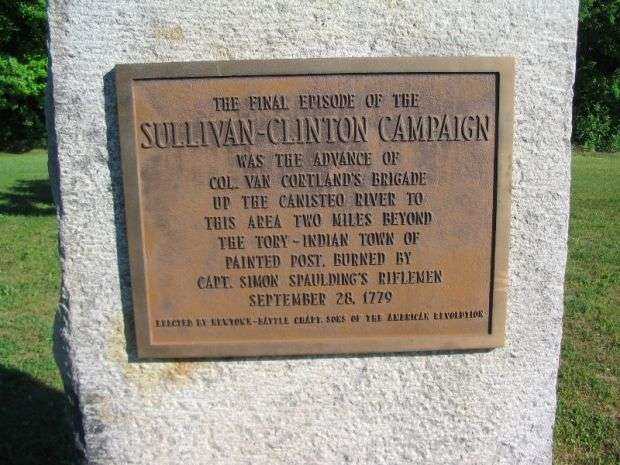 THE FINAL EPISODE OF THE
SULLIVAN-CLINTON CAMPAIGN
WAS THE ADVANCE OF
COL. VAN CORTLAND'S BRIGADE
UP THE CANISTEO RIVER TO
THIS AREA TWO MILES BEYOND
THE TORY-INDIAN TOWN OF
PAINTED POST, BURNED BY
CAPT. SIMON SPAULDING'S RIFLEMEN
SEPTEMBER 28, 1779
ERECTED BY NEWTOWN-BATTLE CHAPT. SONS OF THE AMERICAN REVOLUTION